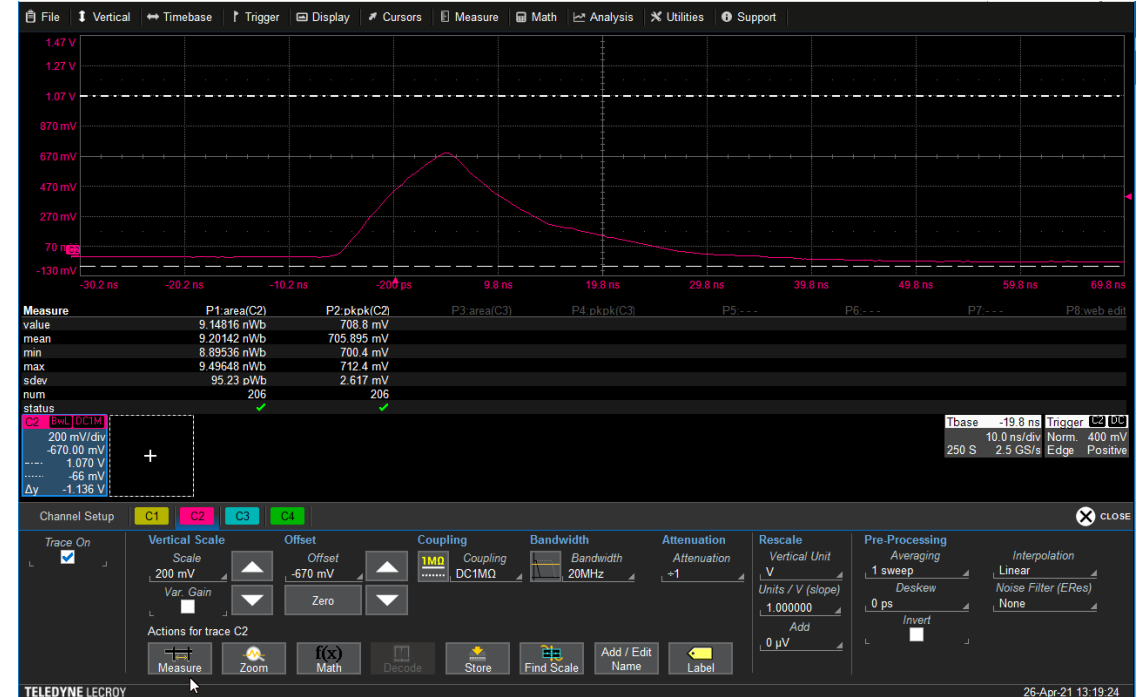 File Vertical Timebase Trigger Display Cursors Measure Math Analysis Utilities Support
1.47 V
1.27 V
1.07 V
870 mV
670 mV
470 mV
270 mV
-130 mV
-30.2 ns -20.2 ns -10.2 ns -200 ps 9.8 ns 19.8 ns 29.8 ns 39.8 ns 49.8 ns 59.8 ns 69.8 ns
Measure P1:area(C2) P2:pkpk(C2) P3:area(C3) P4:pkpk(C3) P5:- - - P6:- - - P7:- - - P8:web edit
value 9.14816 nWb 708.8 mV
mean 9.20142 nWb 705.895 mV
min 8.89536 nWb 700.4 mV
max 9.49648 nWb 712.4 mV
sdev 95.23 pWb 2.617 mV
num 206 206
status
C2 BwL DC1M
200 mV/div
-670.00 mV
1.070 V
-66 mV
Δy -1.136 V
+
Tbase -19.8 ns Trigger C2 DC
10.0 ns/div Norm. 400 mV
250 S 2.5 GS/s Edge Positive
Channel Setup C1 C2 C3 C4 CLOSE
Trace On
Vertical Scale Offset Coupling Bandwidth Attenuation Rescale Pre-Processing
Scale Offset Coupling Bandwidth Attenuation Vertical Unit Averaging Interpolation
200 mV -670 mV 1MΩ DC1MΩ 20MHz ÷1 V 1 sweep Linear
Var. Gain Zero Units / V (slope) Deskew Noise Filter (ERes)
1.000000 0 ps None
Add Invert
0 µV
Actions for trace C2
f(x)
Measure Zoom Math Decode Store Find Scale Add / Edit Name Label
TELEDYNE LECROY 26-Apr-21 13:19:24